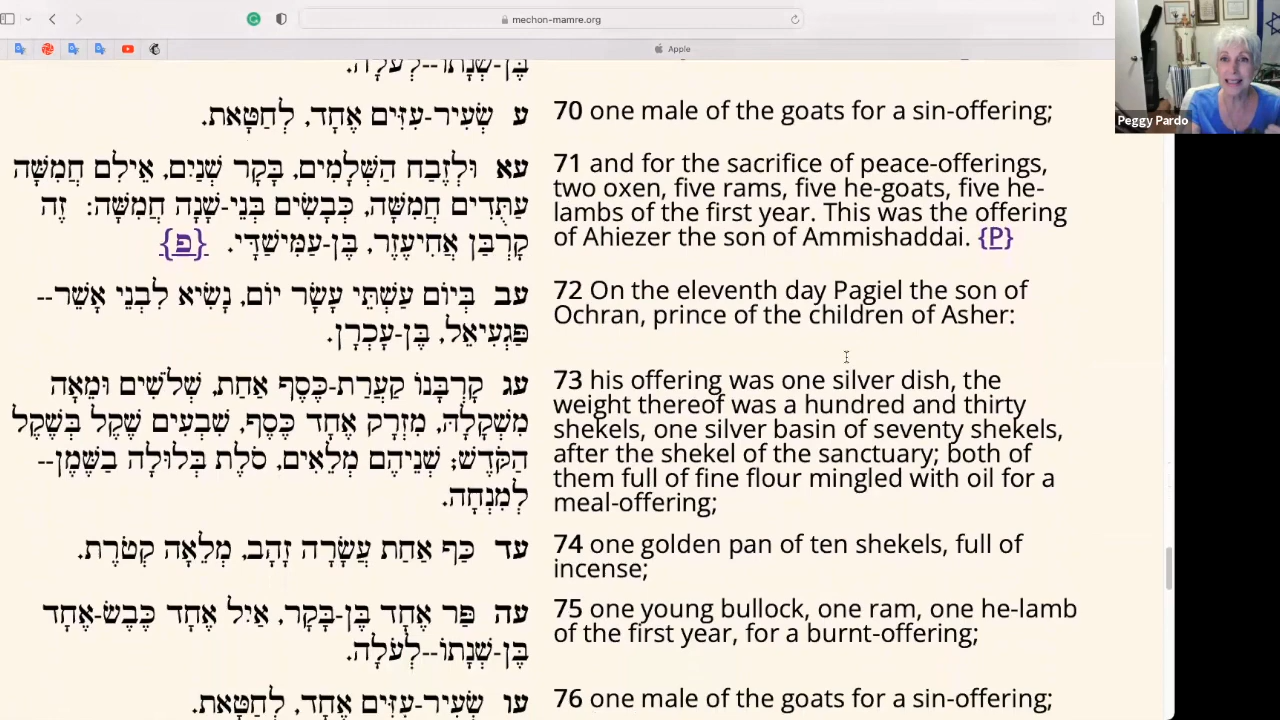 mechon-mamre.org
Apple
Peggy Pardo
בֶּן-שְׁנָתוֹ--לְעֹלָה.
ע שְׂעִיר-עִזִּים אֶחָד, לְחַטָּאת.
70 one male of the goats for a sin-offering;
עא וּלְזֶבַח הַשְּׁלָמִים, בָּקָר שְׁנַיִם, אֵילִם חֲמִשָּׁה
עַתֻּדִים חֲמִשָּׁה, כְּבָשִׂים בְּנֵי-שָׁנָה חֲמִשָּׁה: זֶה
קָרְבַּן אֲחִיעֶזֶר, בֶּן-עַמִּישַׁדָּי. {פ}
71 and for the sacrifice of peace-offerings,
two oxen, five rams, five he-goats, five he-
lambs of the first year. This was the offering
of Ahiezer the son of Ammishaddai. {P}
עב בְּיוֹם עַשְׁתֵּי עָשָׂר יוֹם, נָשִׂיא לִבְנֵי אָשֵׁר--
פַּגְעִיאֵל, בֶּן-עָכְרָן.
72 On the eleventh day Pagiel the son of
Ochran, prince of the children of Asher:
עג קָרְבָּנוֹ קַעֲרַת-כֶּסֶף אַחַת, שְׁלֹשִׁים וּמֵאָה
מִשְׁקָלָהּ, מִזְרָק אֶחָד כֶּסֶף, שִׁבְעִים שֶׁקֶל בְּשֶׁקֶל
הַקֹּדֶשׁ; שְׁנֵיהֶם מְלֵאִים, סֹלֶת בְּלוּלָה בַשֶּׁמֶן--
לְמִנְחָה.
73 his offering was one silver dish, the
weight thereof was a hundred and thirty
shekels, one silver basin of seventy shekels,
after the shekel of the sanctuary; both of
them full of fine flour mingled with oil for a
meal-offering;
עד כַּף אַחַת עֲשָׂרָה זָהָב, מְלֵאָה קְטֹרֶת.
74 one golden pan of ten shekels, full of
incense;
עה פַּר אֶחָד בֶּן-בָּקָר, אַיִל אֶחָד כֶּבֶשׂ-אֶחָד
בֶּן-שְׁנָתוֹ--לְעֹלָה.
75 one young bullock, one ram, one he-lamb
of the first year, for a burnt-offering;
עו שְׂעִיר-עִזִּים אֶחָד, לְחַטָּאת.
76 one male of the goats for a sin-offering;